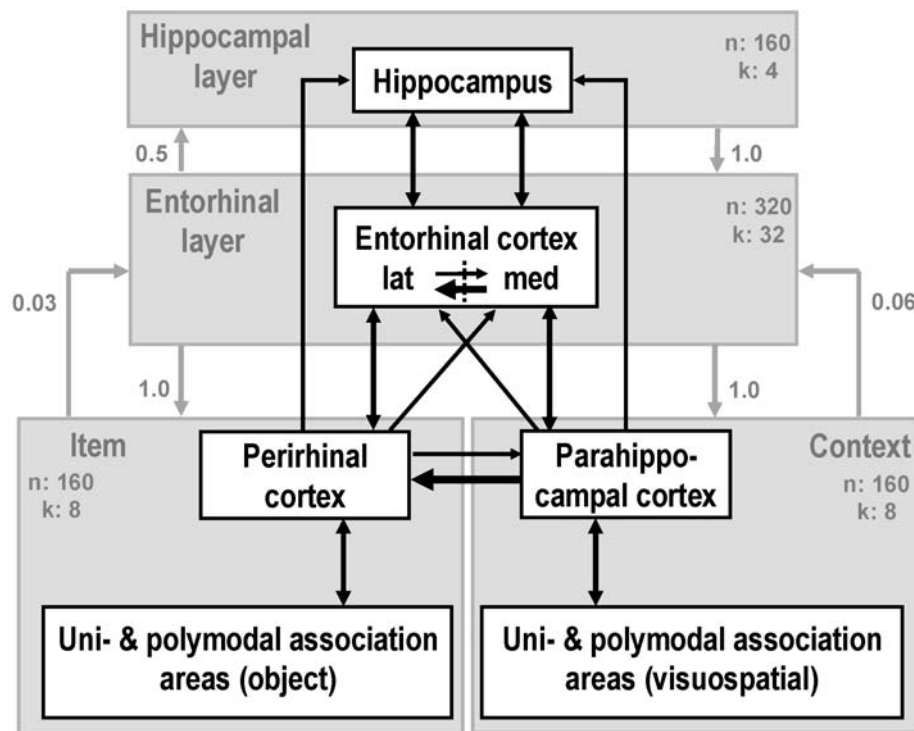 Hippocampal
layer
n: 160
k: 4
Hippocampus
0.5
1.0
Entorhinal
layer
n: 320
k: 32
Entorhinal cortex
lat
med
0.03
0.06
1.0
1.0
Item
n: 160
k: 8
Context
n: 160
k: 8
Perirhinal
cortex
Parahippo-
campal cortex
Uni- & polymodal association
areas (object)
Uni- & polymodal association
areas (visuospatial)